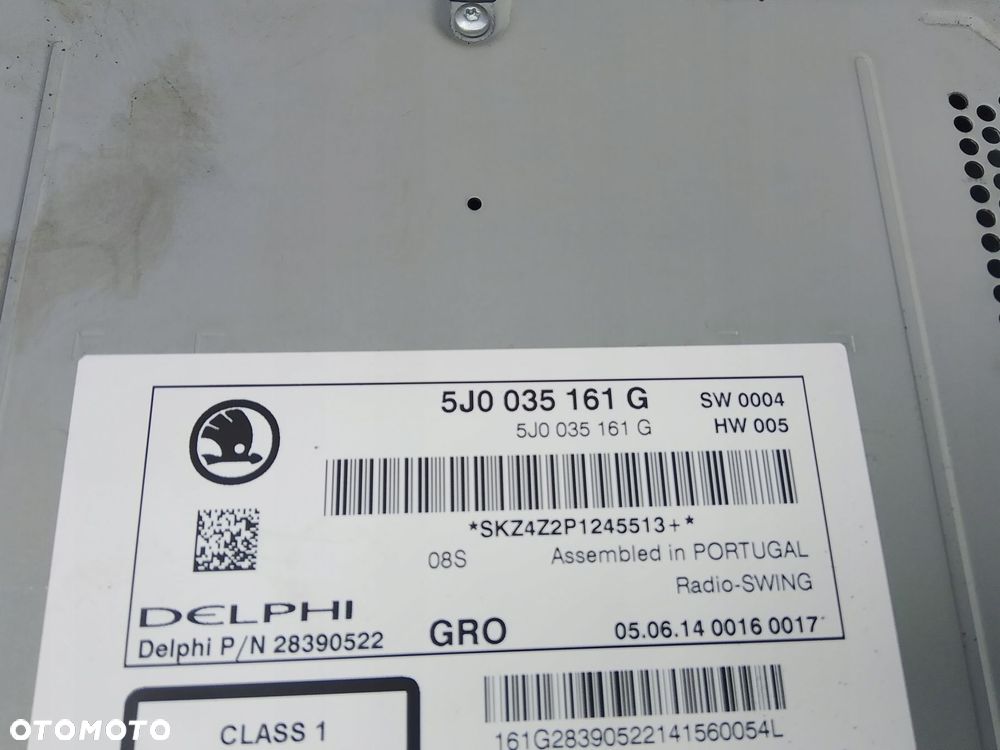 5J0 035 161 G SW 0004
5J0 035 161 G HW 005
*SKZ4Z2P1245513+*
08S Assembled in PORTUGAL
Radio-SWING
DELPHI
Delphi P/N 28390522 GRO 05.06.14 0016 0017
CLASS 1
161G28390522141560054L
OTOMOTO